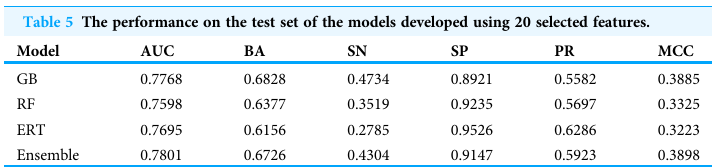 Table 5 The performance on the test set of the models developed using 20 selected features.
Model AUC BA SN SP PR MCC
GB 0.7768 0.6828 0.4734 0.8921 0.5582 0.3885
RF 0.7598 0.6377 0.3519 0.9235 0.5697 0.3325
ERT 0.7695 0.6156 0.2785 0.9526 0.6286 0.3223
Ensemble 0.7801 0.6726 0.4304 0.9147 0.5923 0.3898